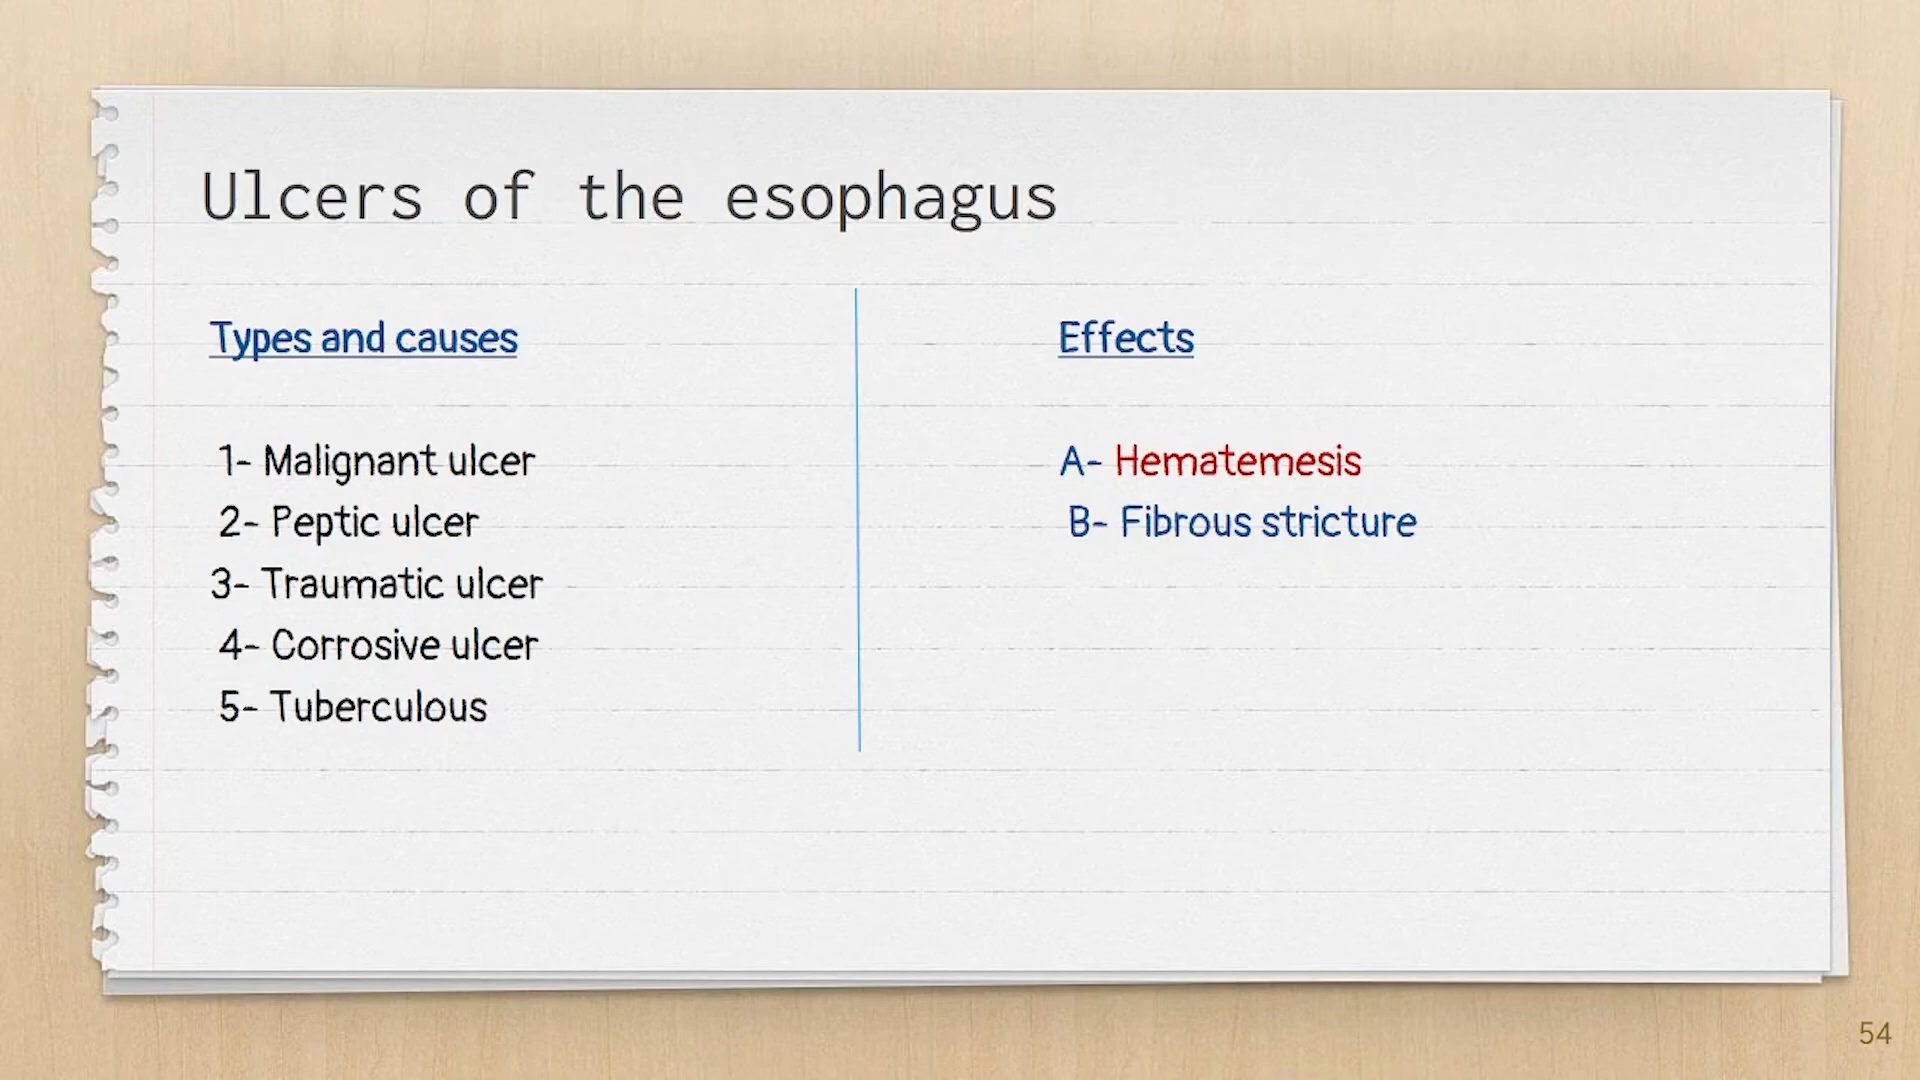 Ulcers of the esophagus
Types and causes
1- Malignant ulcer
2- Peptic ulcer
3- Traumatic ulcer
4- Corrosive ulcer
5- Tuberculous
Effects
A- Hematemesis
B- Fibrous stricture
54